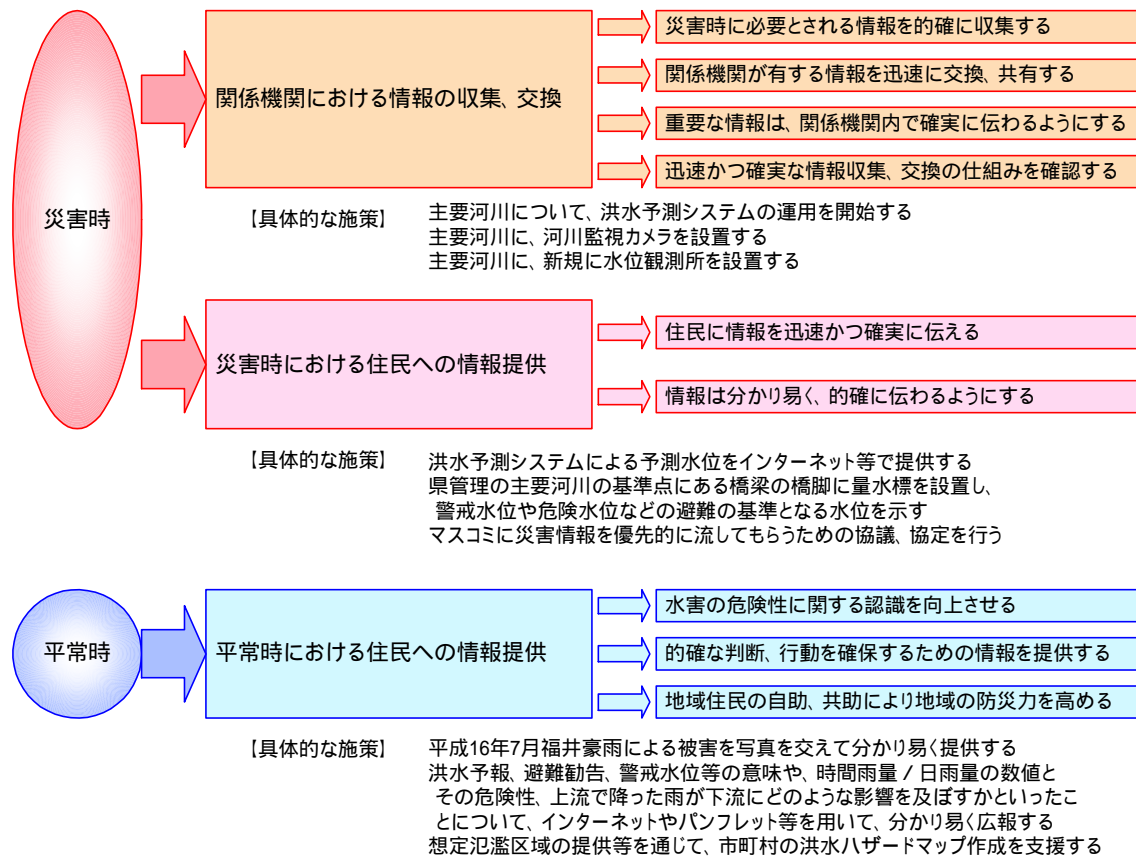 災害時
関係機関における情報の収集、交換
災害時に必要とされる情報を的確に収集する
関係機関が有する情報を迅速に交換、共有する
重要な情報は、関係機関内で確実に伝わるようにする
迅速かつ確実な情報収集、交換の仕組みを確認する
【具体的な施策】
主要河川について、洪水予測システムの運用を開始する
主要河川に、河川監視カメラを設置する
主要河川に、新規に水位観測所を設置する
災害時における住民への情報提供
住民に情報を迅速かつ確実に伝える
情報は分かり易く、的確に伝わるようにする
【具体的な施策】
洪水予測システムによる予測水位をインターネット等で提供する
県管理の主要河川の基準点にある橋梁の橋脚に量水標を設置し、
警戒水位や危険水位などの避難の基準となる水位を示す
マスコミに災害情報を優先的に流してもらうための協議、協定を行う
平常時
平常時における住民への情報提供
水害の危険性に関する認識を向上させる
的確な判断、行動を確保するための情報を提供する
地域住民の自助、共助により地域の防災力を高める
【具体的な施策】
平成16年7月福井豪雨による被害を写真を交えて分かり易く提供する
洪水予報、避難勧告、警戒水位等の意味や、時間雨量／日雨量の数値と
その危険性、上流で降った雨が下流にどのような影響を及ぼすかといったこ
とについて、インターネットやパンフレット等を用いて、分かり易く広報する
想定氾濫区域の提供等を通じて、市町村の洪水ハザードマップ作成を支援する